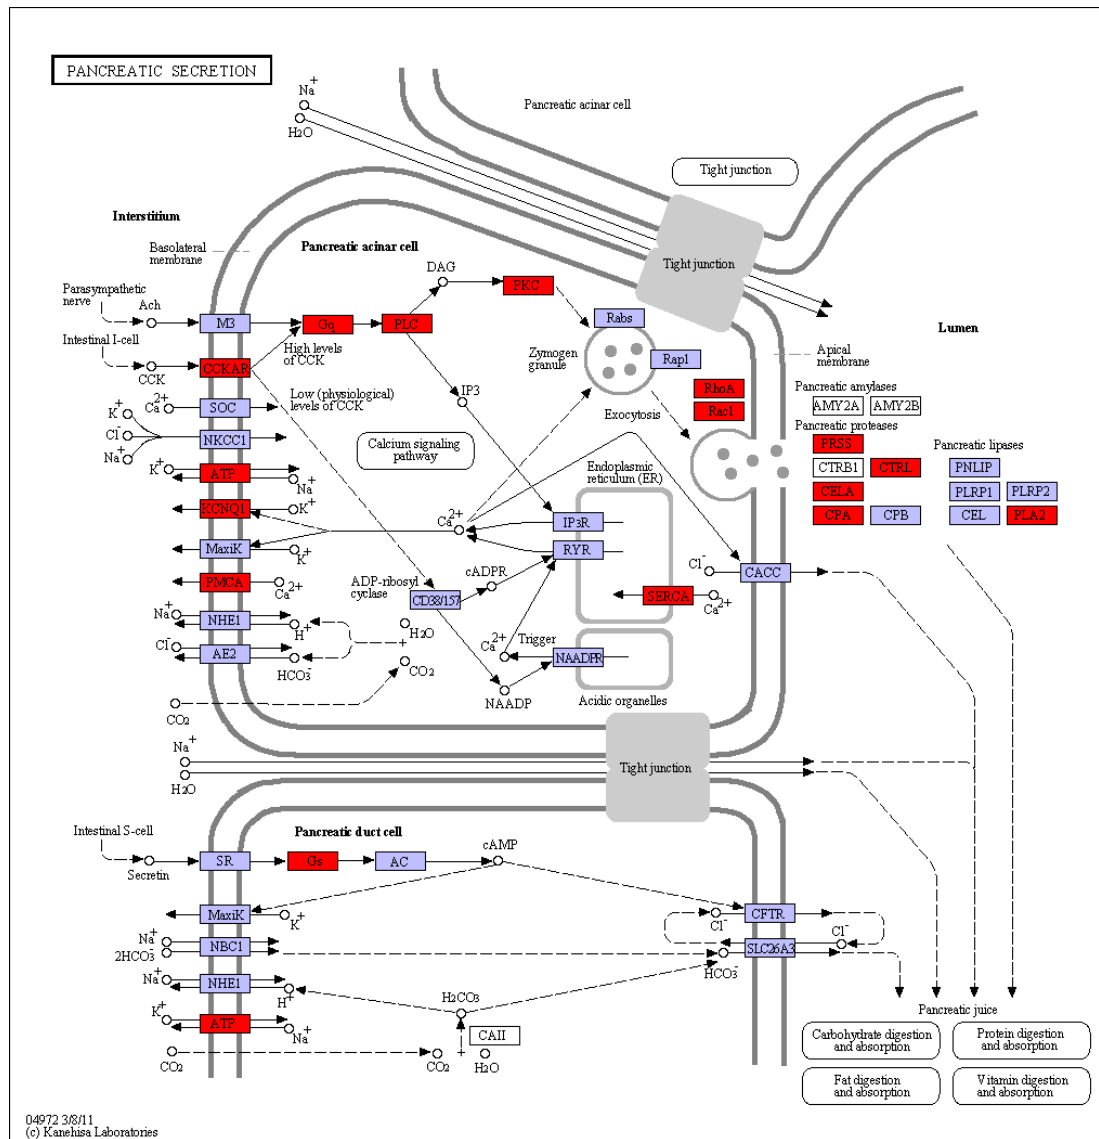 PANCREATIC SECRETION
Na+
H2O
Pancreatic acinar cell
Tight junction
Interstitium
Basolateral
membrane
Pancreatic acinar cell
Tight junction
DAG
PKC
Parasympathetic
nerve
Ach
M3
Gq
PLC
Rabs
Lumen
Intestinal I-cell
High levels
of CCK
Zymogen
granule
Rap1
Apical
membrane
CCK
CCKAR
Low (physiological)
levels of CCK
IP3
RhoA
Rac1
Exocytosis
Pancreatic amylases
AMY2A
AMY2B
Ca2+
SOC
K+
Cl-
Na+
NKCC1
Calcium signaling
pathway
Endoplasmic
reticulum (ER)
Pancreatic proteases
Pancreatic lipases
PRSS
CTRB1
CTRL
PNLIP
CELA
PLRP1
PLRP2
CPA
CPB
CEL
PLA2
K+
ATP
Na+
KCNQ1
K+
Ca2+
IP3R
RYR
MaxiK
K+
PMCA
Ca2+
ADP-ribosyl
cyclase
cADPR
CD38/157
SERCA
Ca2+
Cl-
CACC
Na+
NHE1
H+
H2O
Cl-
AE2
HCO3-
+
CO2
Ca2+
Trigger
NAADPR
NAADP
Acidic organelles
CO2
Na+
H2O
Tight junction
Intestinal S-cell
Pancreatic duct cell
Secretin
SR
Gs
AC
cAMP
MaxiK
K+
Cl-
CFTR
Cl-
SLC26A3
HCO3-
Na+
2HCO3-
NBC1
Na+
NHE1
H+
H2CO3
K+
ATP
Na+
CAII
+
CO2
CO2
H2O
Pancreatic juice
Carbohydrate digestion
and absorption
Protein digestion
and absorption
Fat digestion
and absorption
Vitamin digestion
and absorption
04972 3/8/11
(c) Kanehisa Laboratories